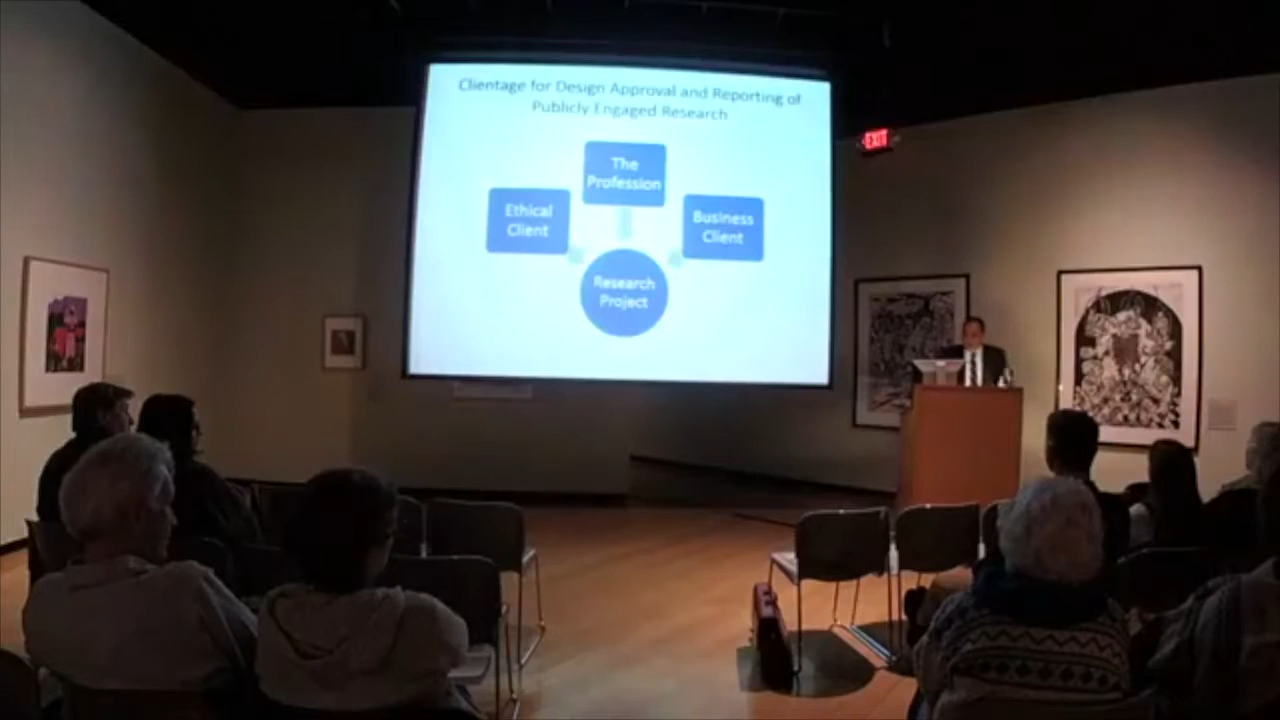 Clientage for Design Approval and Reporting of
Publicly Engaged Research
The
Profession
Ethical
Client
Business
Client
Research
Project
EXIT